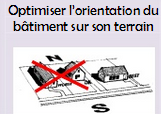 Optimiser l'orientation du
bâtiment sur son terrain
N
S